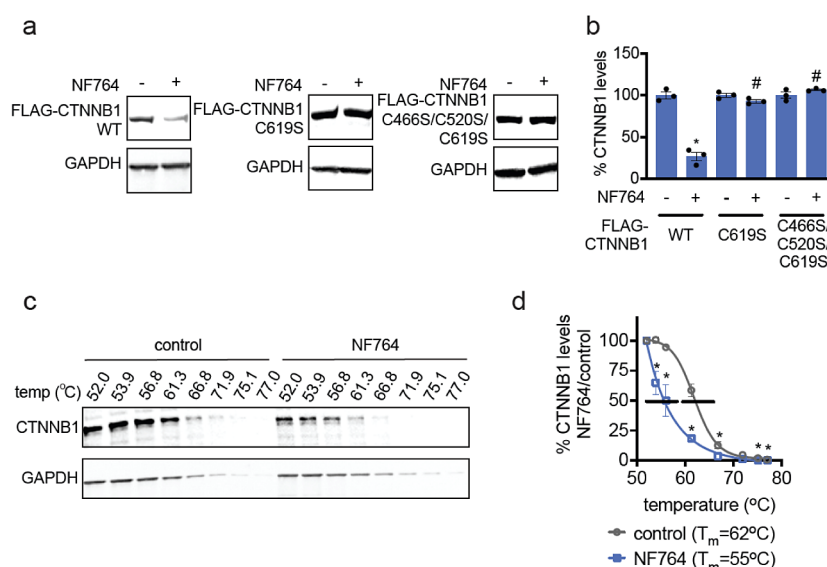 a
NF764 - +
FLAG-CTNNB1
WT
GAPDH
NF764 - +
FLAG-CTNNB1
C619S
GAPDH
NF764 - +
FLAG-CTNNB1
C466S/C520S/
C619S
GAPDH
b
% CTNNB1 levels
150
100
50
0
*
#
#
NF764 - + - + - +
FLAG-
CTNNB1
WT
C619S
C466S/
C520S/
C619S
c
control
NF764
temp (°C)
52.0 53.9 56.8 61.3 66.8 71.9 75.1 77.0
52.0 53.9 56.8 61.3 66.8 71.9 75.1 77.0
CTNNB1
GAPDH
d
% CTNNB1 levels
NF764/control
100
50
0
* * * * * *
50 60 70 80
temperature (ºC)
control (Tm=62ºC)
NF764 (Tm=55ºC)